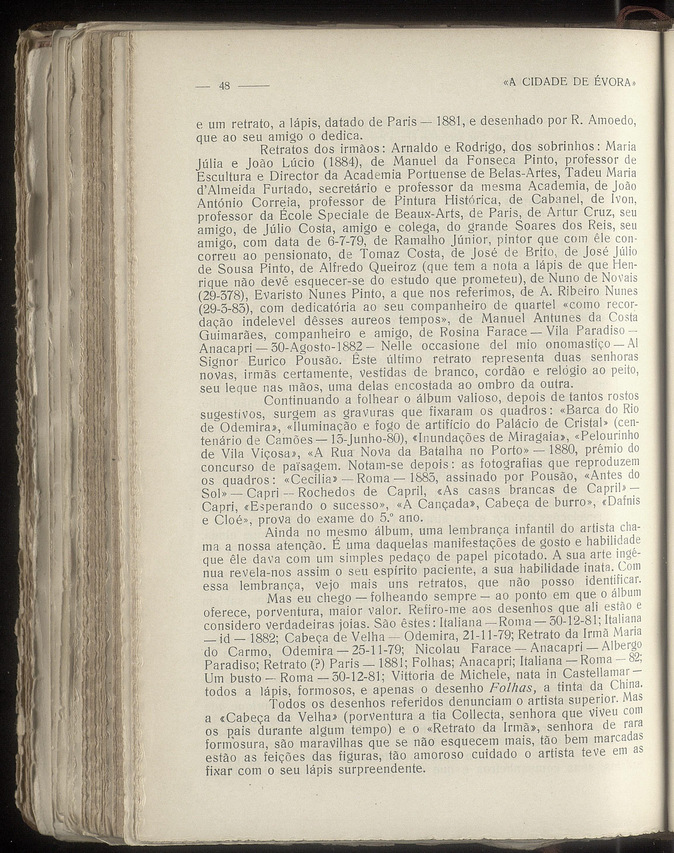 — 48 —— «A CIDADE DE ÉVORA»
e um retrato, a lápis, datado de Paris — 1881, e desenhado por R. Amoedo,
que ao seu amigo o dedica.
Retratos dos irmãos: Arnaldo e Rodrigo, dos sobrinhos: Maria
Júlia e João Lúcio (1884), de Manuel da Fonseca Pinto, professor de
Escultura e Director da Academia Portuense de Belas-Artes, Tadeu Maria
d'Almeida Furtado, secretário e professor da mesma Academia, de João
António Correia, professor de Pintura Histórica, de Cabanel, de Ivon,
professor da École Speciale de Beaux-Arts, de Paris, de Artur Cruz, seu
amigo, de Júlio Costa, amigo e colega, do grande Soares dos Reis, seu
amigo, com data de 6-7-79, de Ramalho Júnior, pintor que com êle con-
correu ao pensionato, de Tomaz Costa, de José de Brito, de José Júlio
de Sousa Pinto, de Alfredo Queiroz (que tem a nota a lápis de que Hen-
rique não devê esquecer-se do estudo que prometeu), de Nuno de Novais
(29-378), Evaristo Nunes Pinto, a que nos referimos, de A. Ribeiro Nunes
(29-3-83), com dedicatória ao seu companheiro de quartel «como recor-
dação indelevel dêsses aureos tempos», de Manuel Antunes da Costa
Guimarães, companheiro e amigo, de Rosina Farace — Vila Paradiso —
Anacapri — 30-Agosto-1882 — Nelle occasione del mio onomastiço — Al
Signor Eurico Pousão. Êste último retrato representa duas senhoras
novas, irmãs certamente, vestidas de branco, cordão e relógio ao peito,
seu leque nas mãos, uma delas encostada ao ombro da outra.
Continuando a folhear o álbum valioso, depois de tantos rostos
sugestivos, surgem as gravuras que fixaram os quadros: «Barca do Rio
de Odemira», «Iluminação e fogo de artifício do Palácio de Cristal» (cen-
tenário de Camões — 13-Junho-80), «Inundações de Miragaia», «Pelourinho
de Vila Viçosa», «A Rua Nova da Batalha no Porto» — 1880, prémio do
concurso de païsagem. Notam-se depois: as fotografias que reproduzem
os quadros: «Cecilia» — Roma — 1883, assinado por Pousão, «Antes do
Sol» — Capri — Rochedos de Capril, «As casas brancas de Capril» —
Capri, «Esperando o sucesso», «A Cançada», Cabeça de burro», «Dafnis
e Cloé», prova do exame do 5.º ano.
Ainda no mesmo álbum, uma lembrança infantil do artista cha-
ma a nossa atenção. É uma daquelas manifestações de gosto e habilidade
que êle dava com um simples pedaço de papel picotado. A sua arte ingê-
nua revela-nos assim o seu espírito paciente, a sua habilidade inata. Com
essa lembrança, vejo mais uns retratos, que não posso identificar.
Mas eu chego — folheando sempre — ao ponto em que o álbum
oferece, porventura, maior valor. Refiro-me aos desenhos que ali estão e
considero verdadeiras joias. São êstes: Italiana — Roma — 30-12-81; Italiana
— id — 1882; Cabeça de Velha — Odemira, 21-11-79; Retrato da Irmã Maria
do Carmo, Odemira — 25-11-79; Nicolau Farace — Anacapri — Albergo
Paradiso; Retrato (?) Paris — 1881; Folhas; Anacapri; Italiana — Roma — 82;
Um busto — Roma — 30-12-81; Vittoria de Michele, nata in Castellamar —
todos a lápis, formosos, e apenas o desenho Folhas, a tinta da China.
Todos os desenhos referidos denunciam o artista superior. Mas
a «Cabeça da Velha» (porventura a tia Collecta, senhora que viveu com
os pais durante algum tempo) e o «Retrato da Irmã», senhora de rara
formosura, são maravilhas que se não esquecem mais, tão bem marcadas
estão as feições das figuras, tão amoroso cuidado o artista teve em as
fixar com o seu lápis surpreendente.